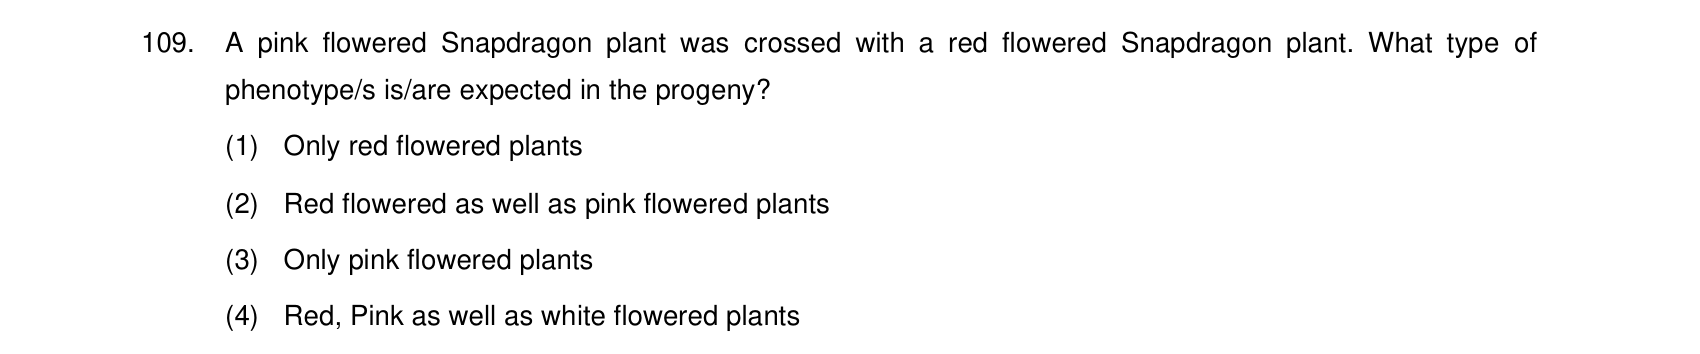 109. A pink flowered Snapdragon plant was crossed with a red flowered Snapdragon plant. What type of
phenotype/s is/are expected in the progeny?
(1) Only red flowered plants
(2) Red flowered as well as pink flowered plants
(3) Only pink flowered plants
(4) Red, Pink as well as white flowered plants